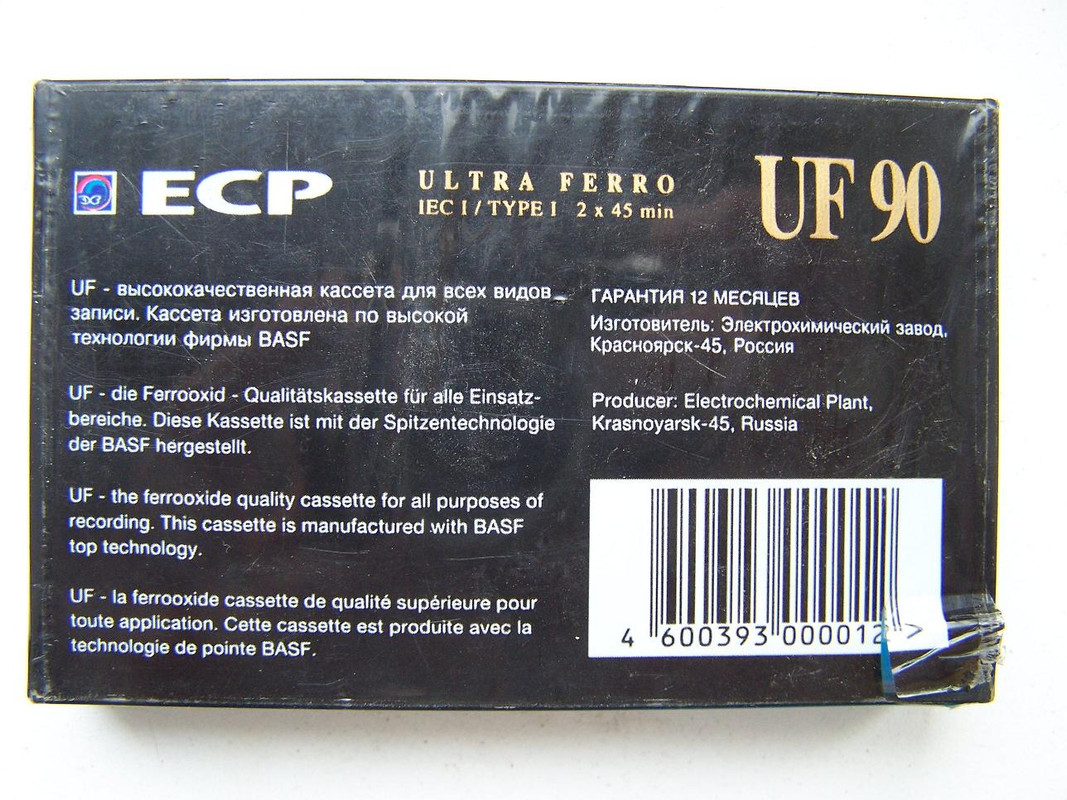 ЭХЗ
ECP
ULTRA FERRO
IEC I / TYPE I 2 x 45 min
UF 90
UF - высококачественная кассета для всех видов
записи. Кассета изготовлена по высокой
технологии фирмы BASF
UF - die Ferrooxid - Qualitätskassette für alle Einsatz-
bereiche. Diese Kassette ist mit der Spitzentechnologie
der BASF hergestellt.
UF - the ferrooxide quality cassette for all purposes of
recording. This cassette is manufactured with BASF
top technology.
UF - la ferrooxide cassette de qualité supérieure pour
toute application. Cette cassette est produite avec la
technologie de pointe BASF.
ГАРАНТИЯ 12 МЕСЯЦЕВ
Изготовитель: Электрохимический завод,
Красноярск-45, Россия
Producer: Electrochemical Plant,
Krasnoyarsk-45, Russia
4 600393 000012 >